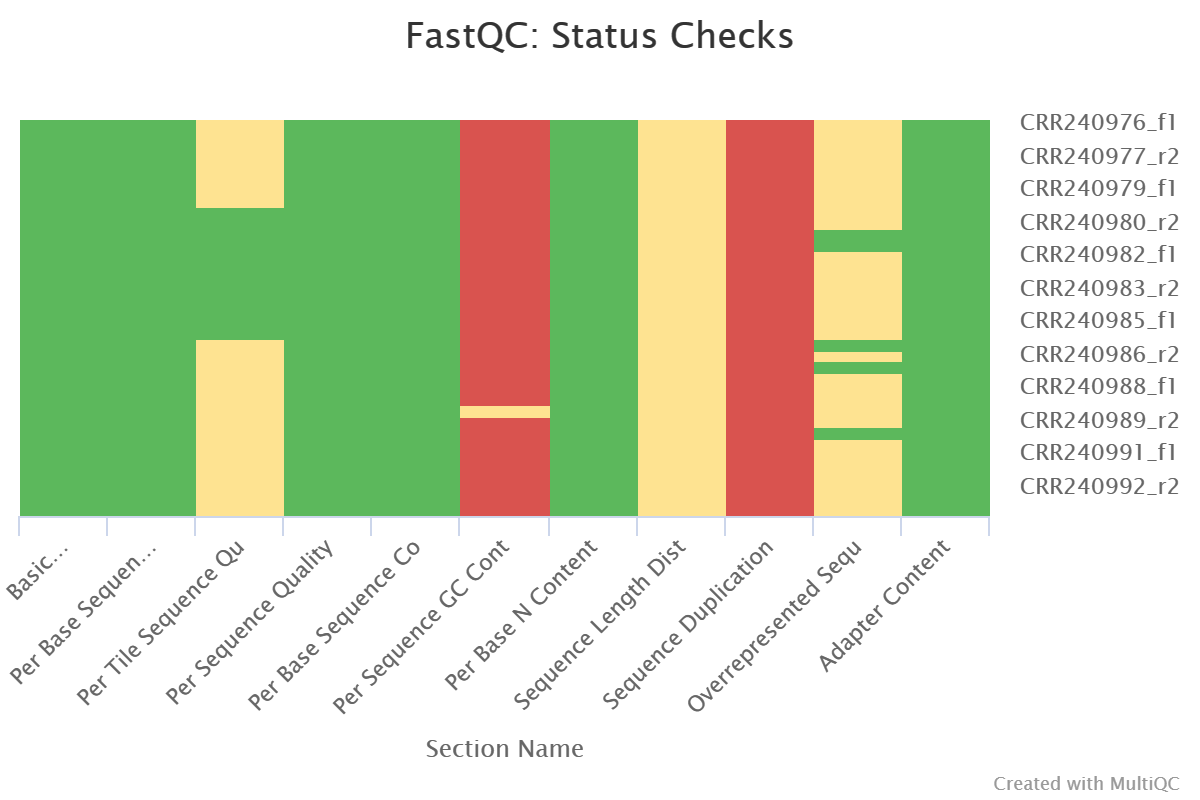 FastQC: Status Checks
CRR240976_f1
CRR240977_r2
CRR240979_f1
CRR240980_r2
CRR240982_f1
CRR240983_r2
CRR240985_f1
CRR240986_r2
CRR240988_f1
CRR240989_r2
CRR240991_f1
CRR240992_r2
Basic...
Per Base Sequen...
Per Tile Sequence Qu
Per Sequence Quality
Per Base Sequence Co
Per Sequence GC Cont
Per Base N Content
Sequence Length Dist
Sequence Duplication
Overrepresented Sequ
Adapter Content
Section Name
Created with MultiQC